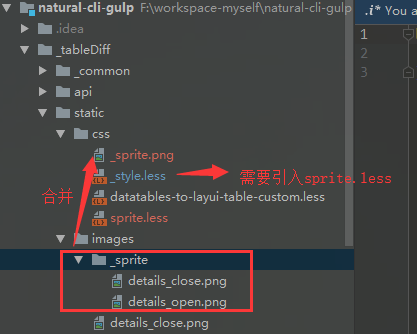 natural-cli-gulp F:\workspace-myself\natural-cli-gulp
.i* You a
.idea
1
_tableDiff
2
_common
3
api
static
css
_sprite.png
_style.less 需要引入sprite.less
合并
datatables-to-layui-table-custom.less
sprite.less
images
_sprite
details_close.png
details_open.png
details_close.png